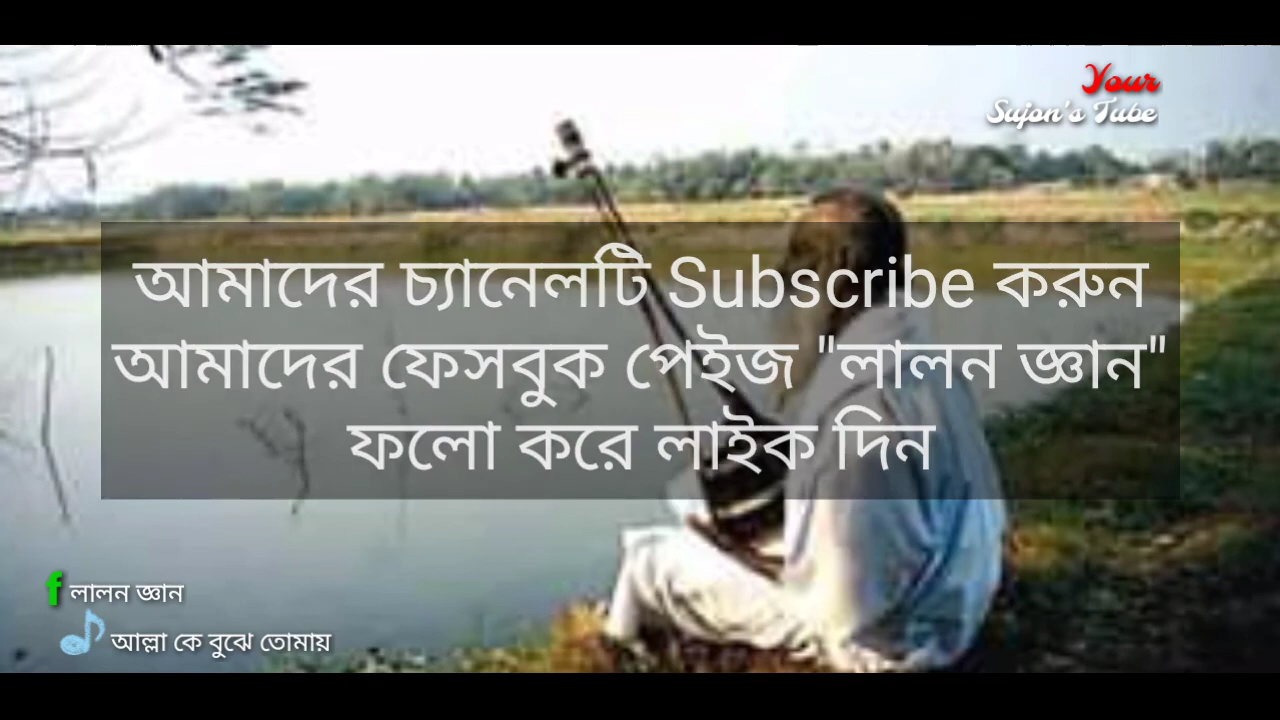 Your
Sujon's Tube
আমাদের চ্যানেলটি Subscribe করুন
আমাদের ফেসবুক পেইজ "লালন জ্ঞান"
ফলো করে লাইক দিন
f লালন জ্ঞান
আল্লা কে বুঝে তোমায়